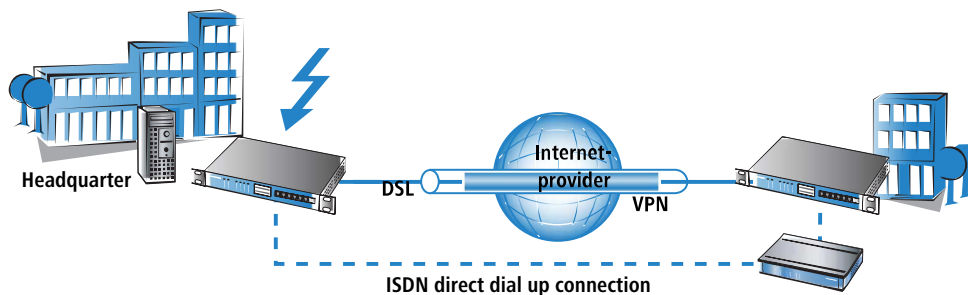 Headquarter
DSL
Internet-
provider
VPN
ISDN direct dial up connection